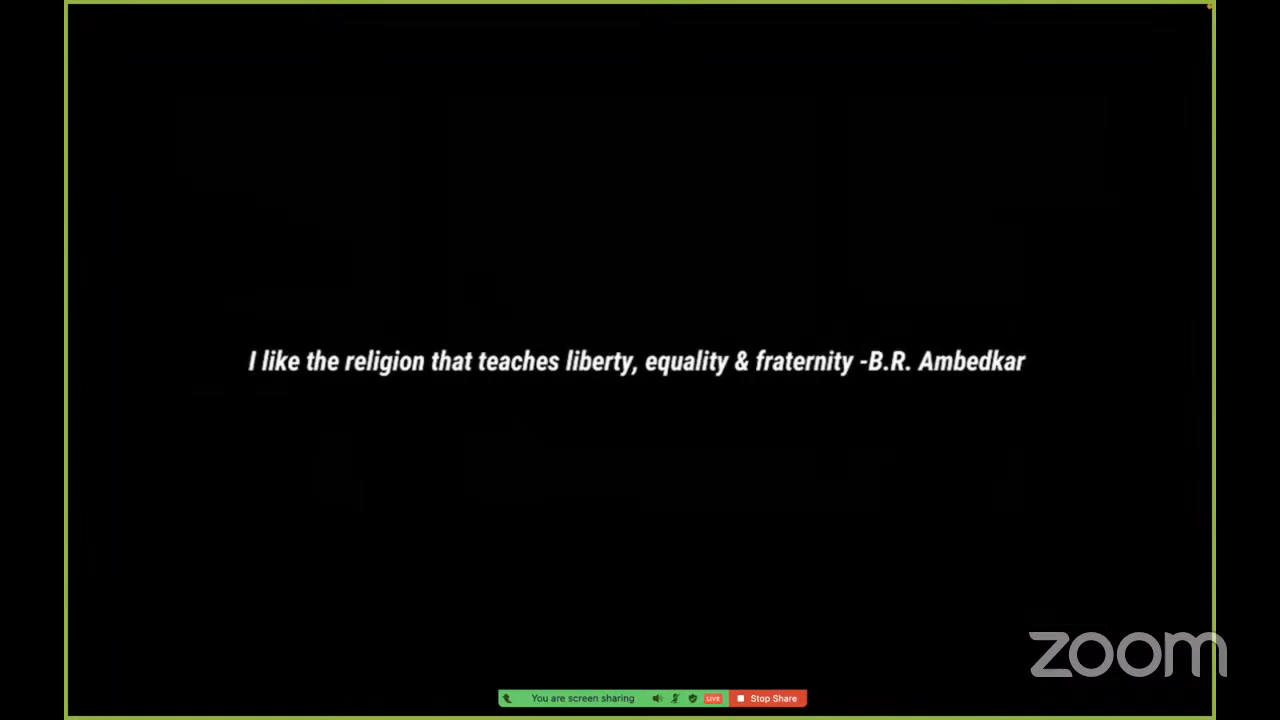 I like the religion that teaches liberty, equality & fraternity -B.R. Ambedkar
zoom
You are screen sharing LIVE Stop Share